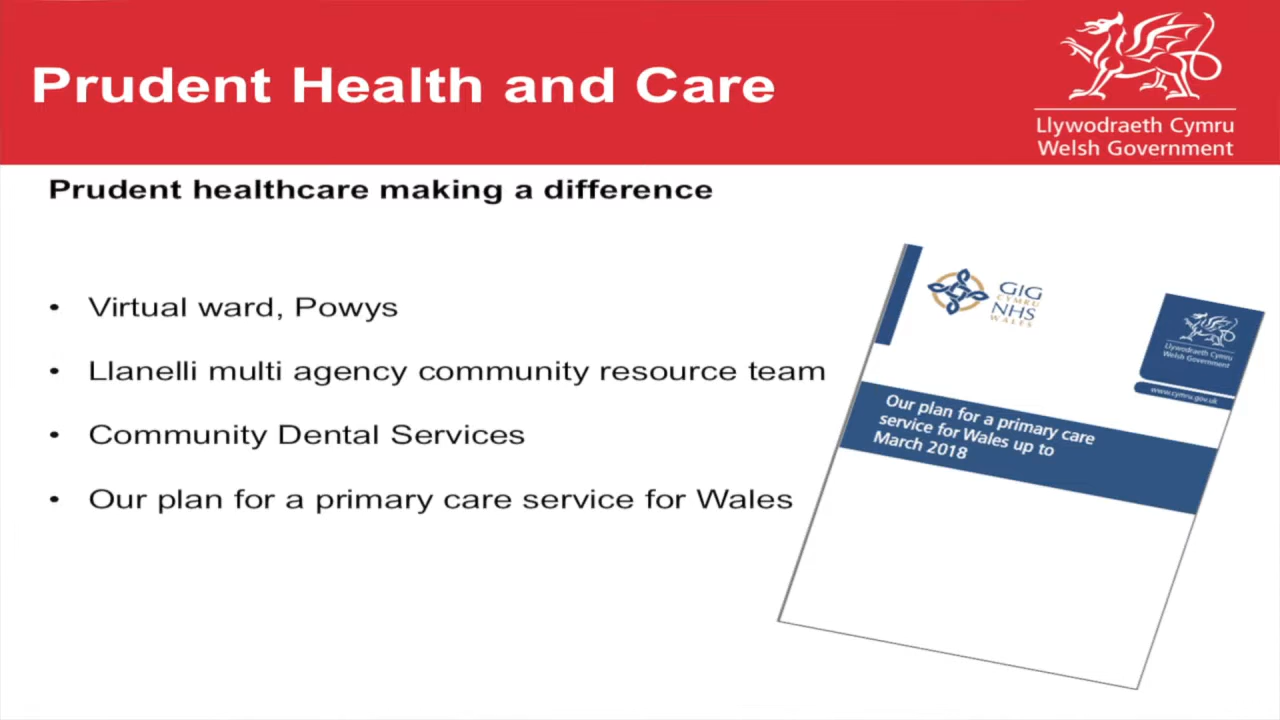 Prudent Health and Care
Llywodraeth Cymru
Welsh Government
Prudent healthcare making a difference
• Virtual ward, Powys
• Llanelli multi agency community resource team
• Community Dental Services
• Our plan for a primary care service for Wales
GIG
CYMRU
NHS
WALES
Llywodraeth Cymru
Welsh Government
www.cymru.gov.uk
Our plan for a primary care
service for Wales up to
March 2018